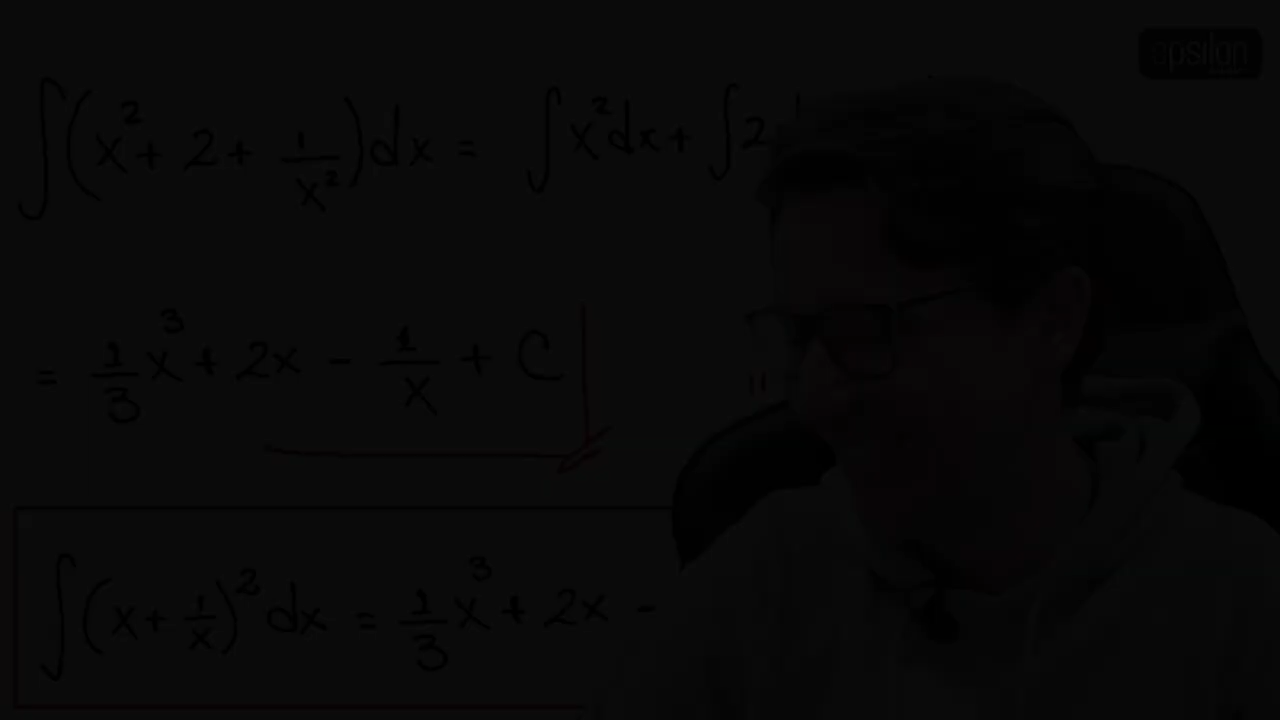 epsilon
∫(x² + 2 + 1/x²)dx = ∫x²dx + ∫2
= 1/3 x³ + 2x - 1/x + C
∫(x + 1/x)² dx = 1/3 x³ + 2x -